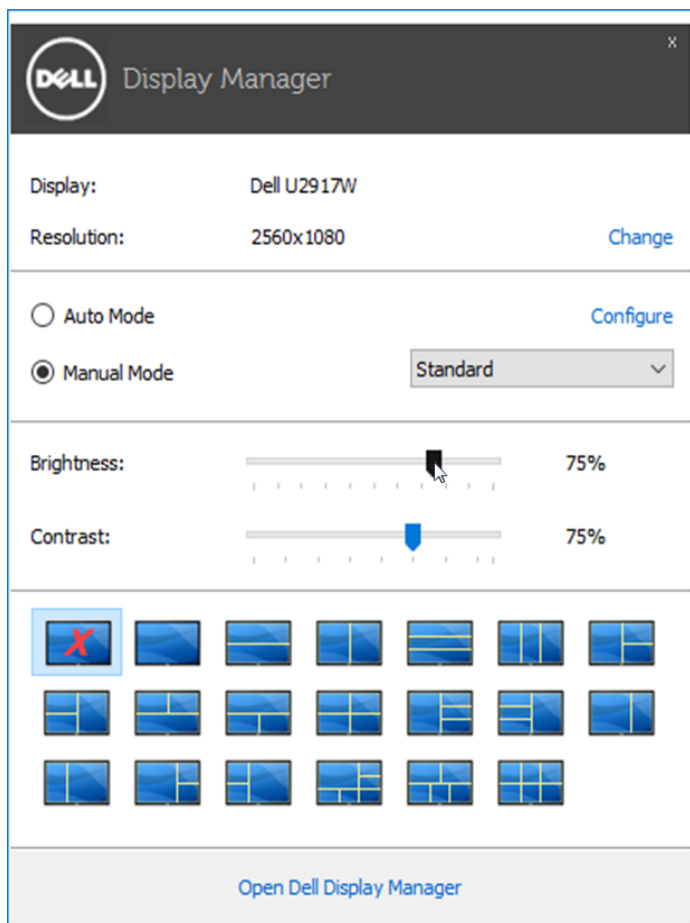 x
DELL Display Manager
Display: Dell U2917W
Resolution: 2560x1080 Change
Auto Mode Configure
Manual Mode Standard
Brightness: 75%
Contrast: 75%
X
Open Dell Display Manager